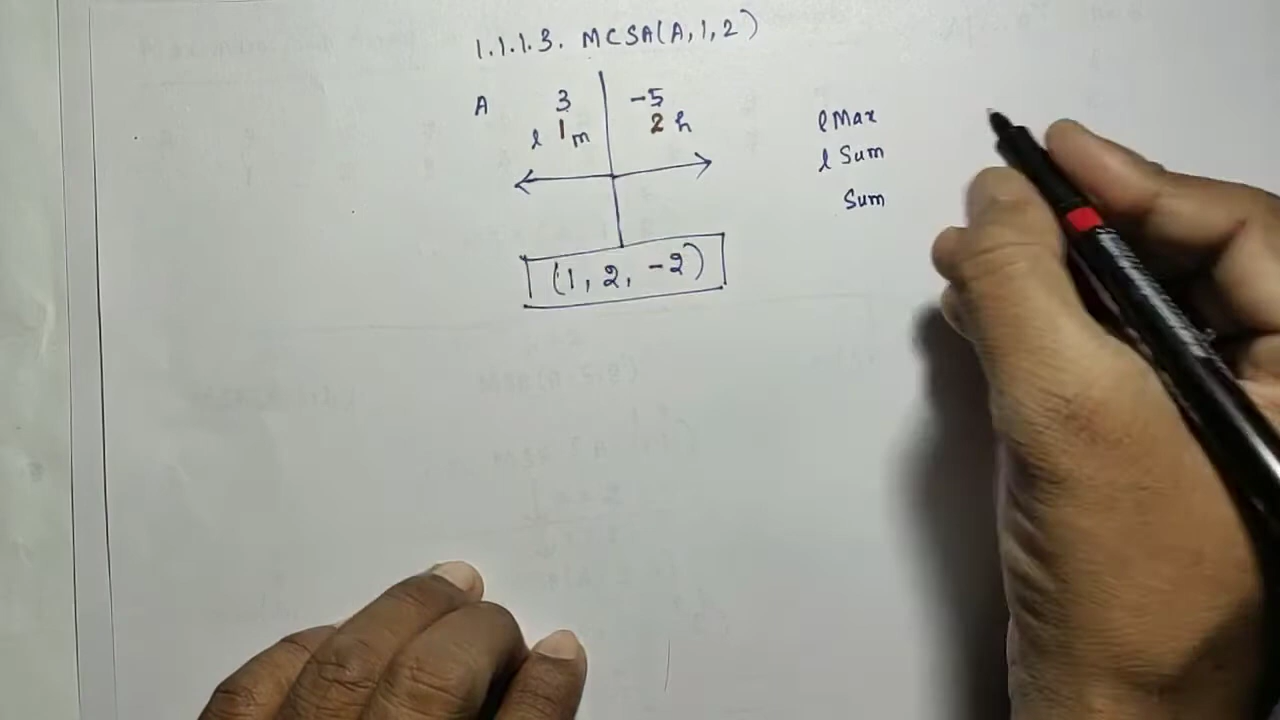 1.1.1.3. MCSA(A,1,2)
A 3 -5
l 1 m 2 h
(1, 2, -2)
lMax
l Sum
Sum